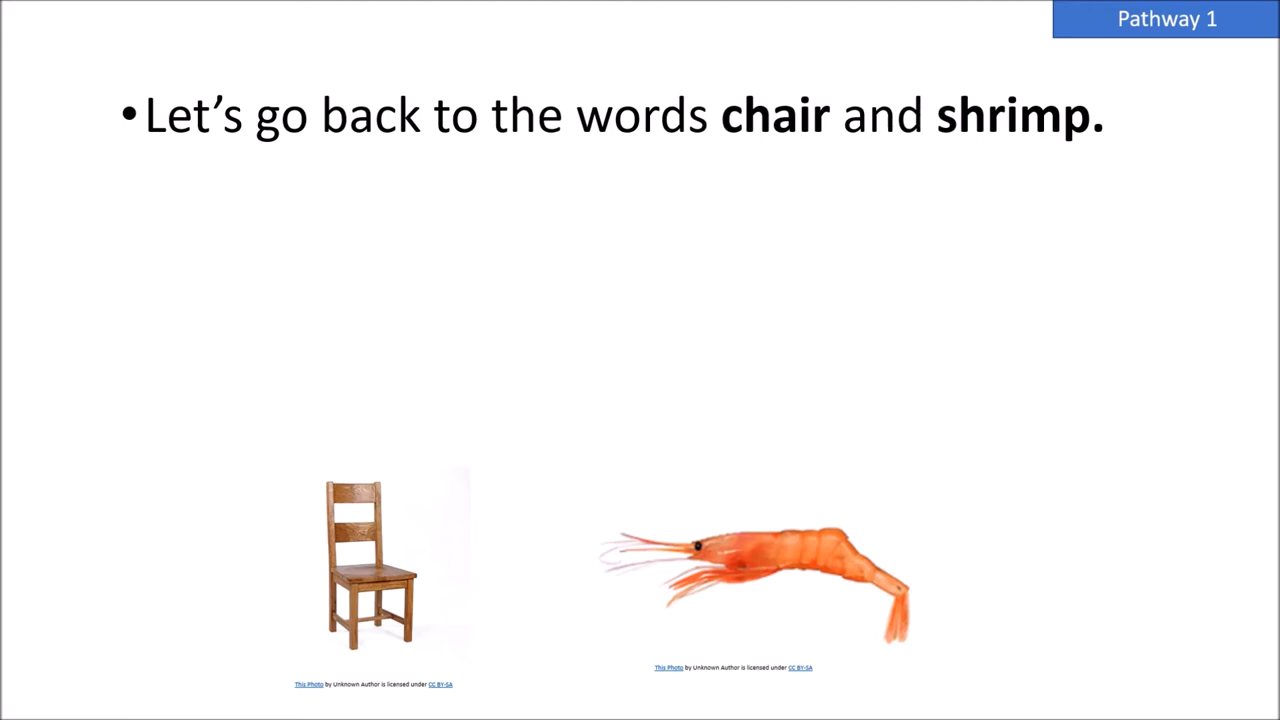 Pathway 1
•Let’s go back to the words chair and shrimp.
This Photo by Unknown Author is licensed under CC BY-SA
This Photo by Unknown Author is licensed under CC BY-SA